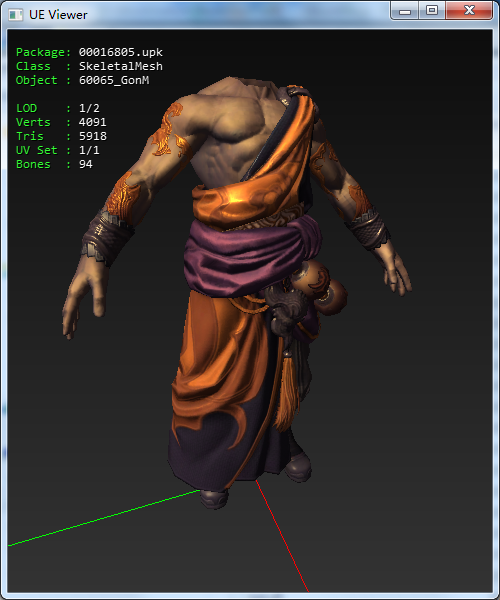 UE Viewer
Package: 00016805.upk
Class  : SkeletalMesh
Object : 60065_GonM
LOD    : 1/2
Verts  : 4091
Tris   : 5918
UV Set : 1/1
Bones  : 94